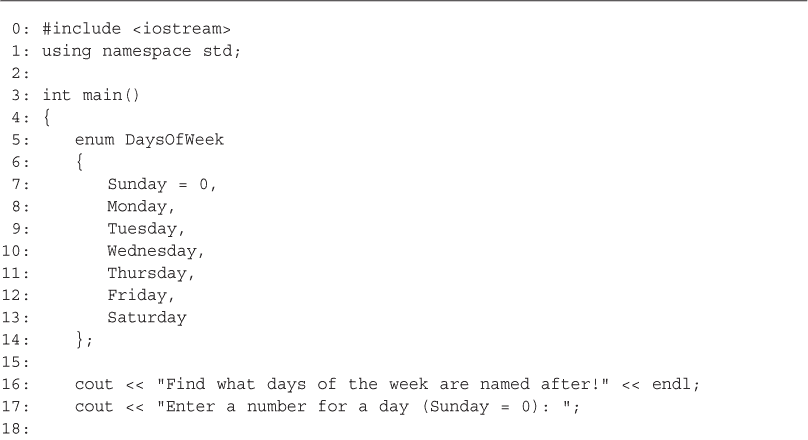 0: #include <iostream>
1: using namespace std;
2:
3: int main()
4: {
5:    enum DaysOfWeek
6:    {
7:       Sunday = 0,
8:       Monday,
9:       Tuesday,
10:       Wednesday,
11:       Thursday,
12:       Friday,
13:       Saturday
14:    };
15:
16:    cout << "Find what days of the week are named after!" << endl;
17:    cout << "Enter a number for a day (Sunday = 0): ";
18: